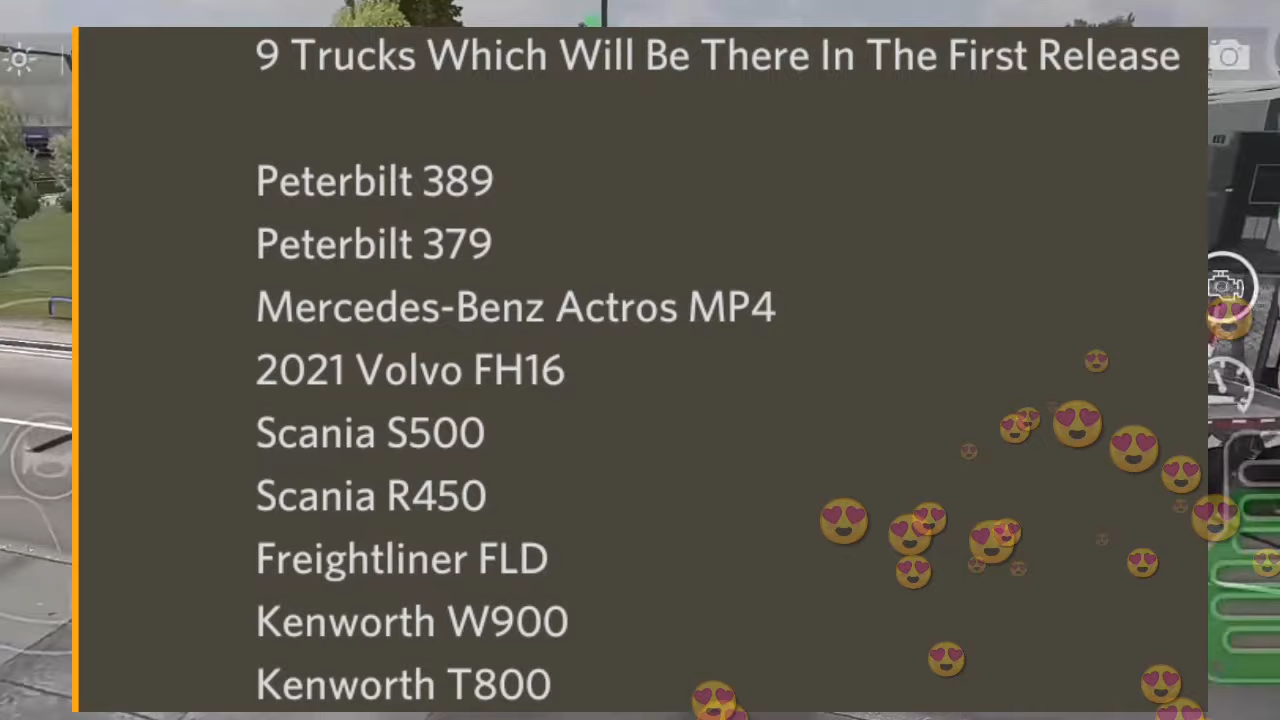 9 Trucks Which Will Be There In The First Release
Peterbilt 389
Peterbilt 379
Mercedes-Benz Actros MP4
2021 Volvo FH16
Scania S500
Scania R450
Freightliner FLD
Kenworth W900
Kenworth T800